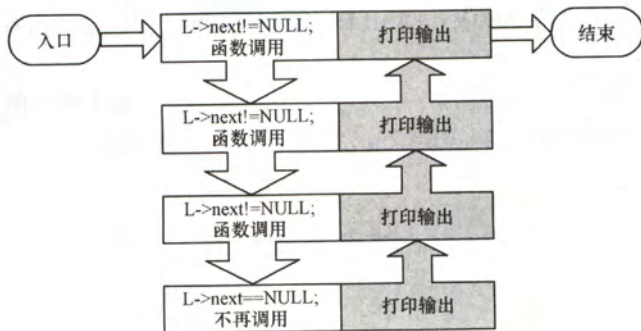 入口
L->next!=NULL;
函数调用
打印输出
结束
L->next!=NULL;
函数调用
打印输出
L->next!=NULL;
函数调用
打印输出
L->next==NULL;
不再调用
打印输出